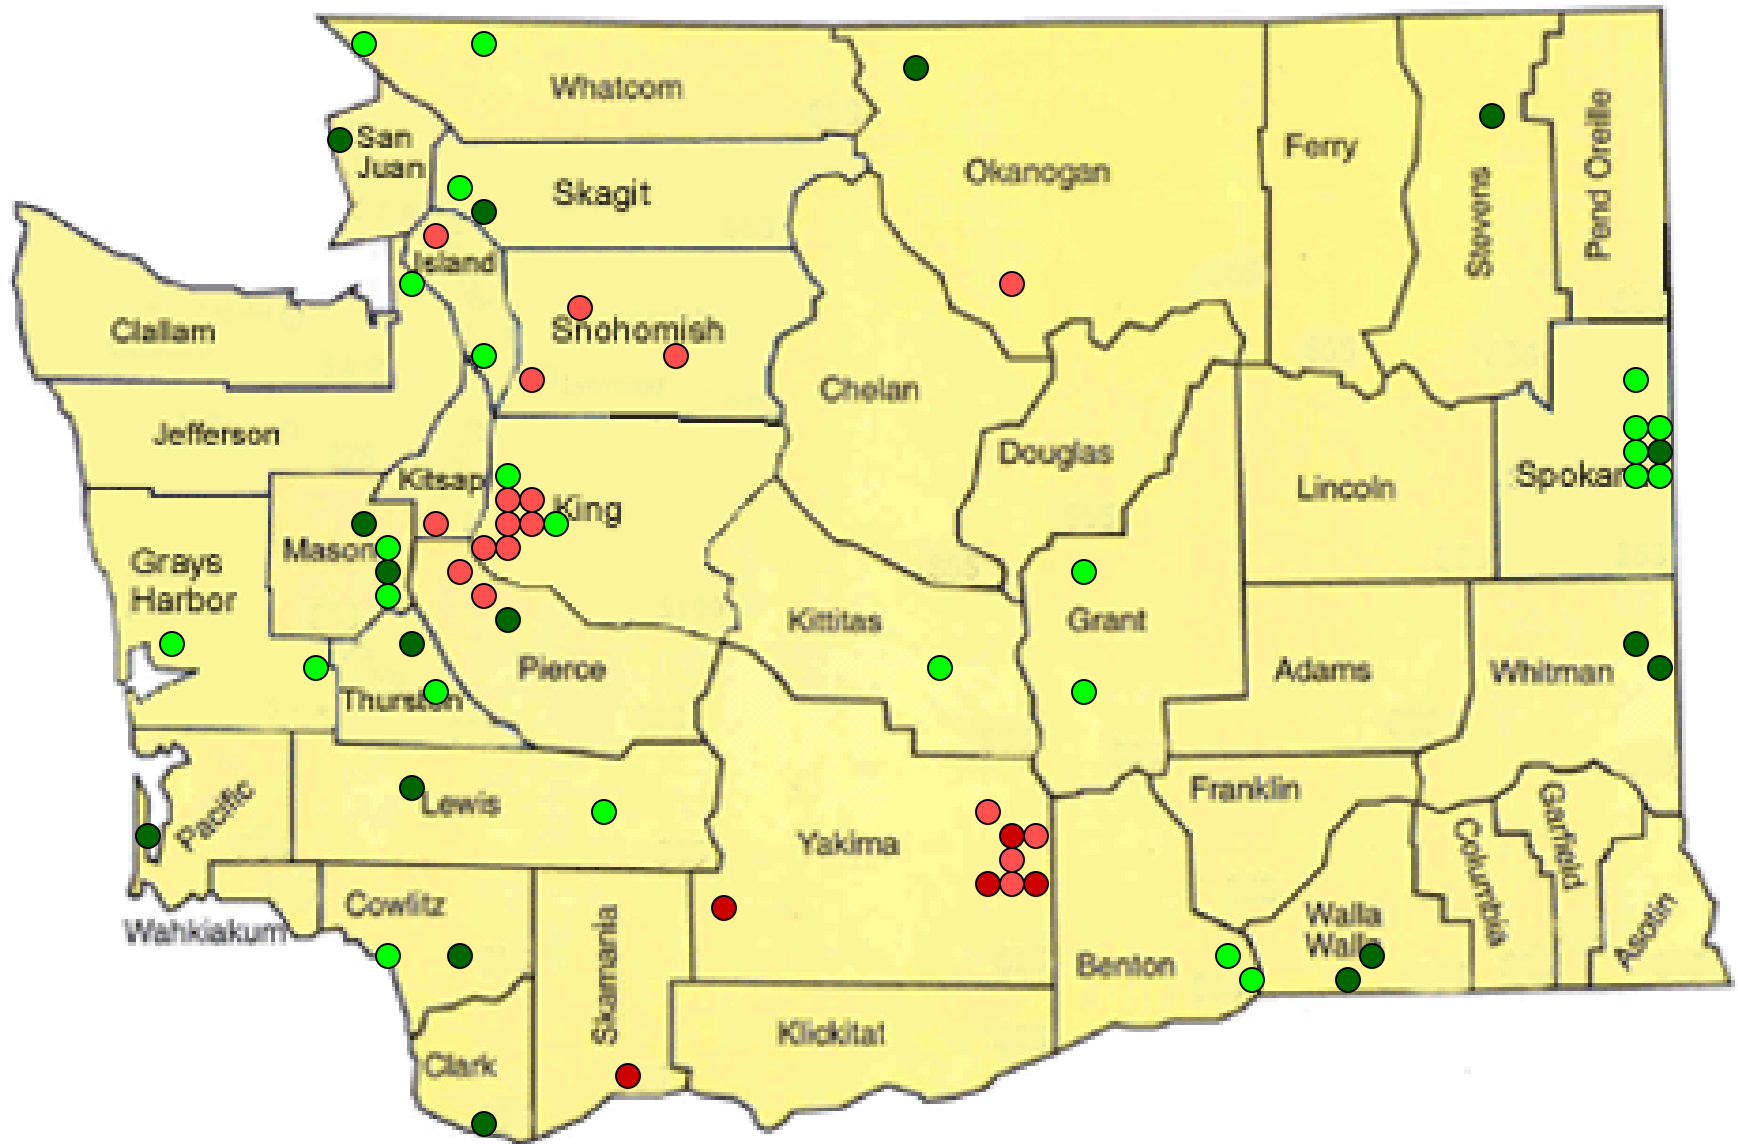 Whatcom
San
Juan
Skagit
Okanogan
Ferry
Stevens
Pend Oreille
Island
Clallam
Snohomish
Chelan
Jefferson
Kitsap
King
Douglas
Lincoln
Spokan
Mason
Grays
Harbor
Kittitas
Grant
Pierce
Thurston
Adams
Whitman
Pacific
Lewis
Yakima
Franklin
Garfield
Columbia
Cowlitz
Wahkiakum
Walla
Walla
Asotin
Skamania
Benton
Klickitat
Clark